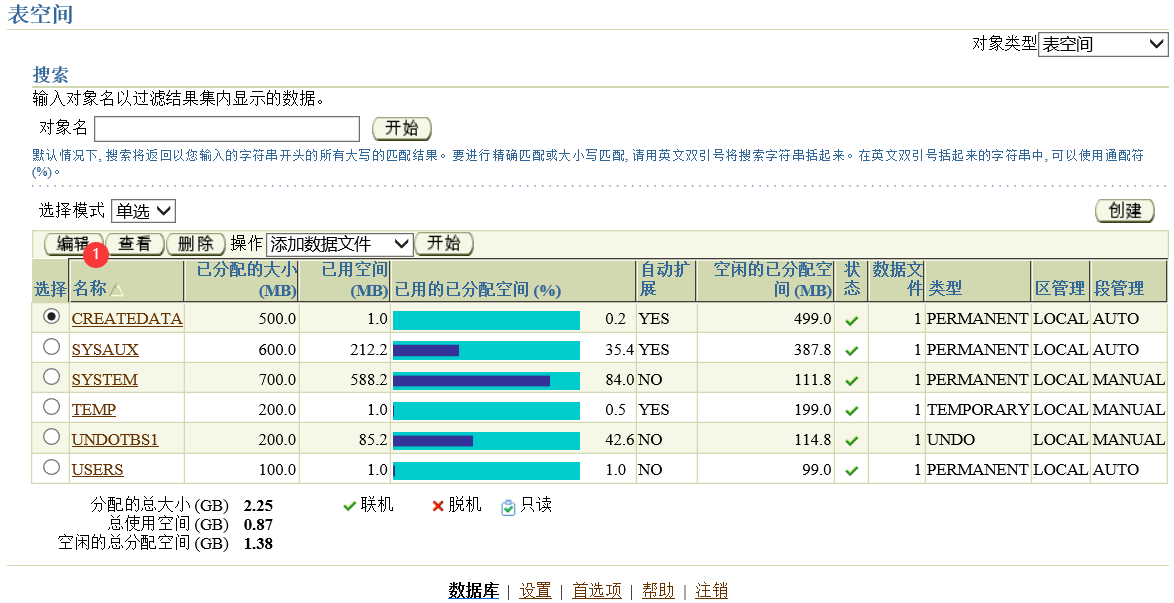 表空间
对象类型 表空间
搜索
输入对象名以过滤结果集内显示的数据。
对象名 开始
默认情况下, 搜索将返回以您输入的字符串开头的所有大写的匹配结果。要进行精确匹配或大小写匹配, 请用英文双引号将搜索字符串括起来。在英文双引号括起来的字符串中, 可以使用通配符
(%)。
选择模式 单选 创建
编辑 查看 删除 操作 添加数据文件 开始
1
选择 名称 已分配的大小 (MB) 已用空间 (MB) 已用的已分配空间 (%) 自动扩展 空闲的已分配空间 (MB) 状态 数据文件 类型 区管理 段管理
CREATEDATA 500.0 1.0 0.2 YES 499.0 1 PERMANENT LOCAL AUTO
SYSAUX 600.0 212.2 35.4 YES 387.8 1 PERMANENT LOCAL AUTO
SYSTEM 700.0 588.2 84.0 NO 111.8 1 PERMANENT LOCAL MANUAL
TEMP 200.0 1.0 0.5 YES 199.0 1 TEMPORARY LOCAL MANUAL
UNDOTBS1 200.0 85.2 42.6 NO 114.8 1 UNDO LOCAL MANUAL
USERS 100.0 1.0 1.0 NO 99.0 1 PERMANENT LOCAL AUTO
分配的总大小 (GB) 2.25 联机 脱机 只读
总使用空间 (GB) 0.87
空闲的总分配空间 (GB) 1.38
数据库 | 设置 | 首选项 | 帮助 | 注销